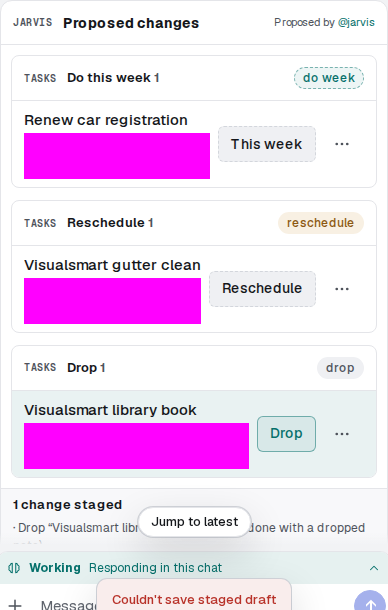 JARVIS Proposed changes Proposed by @jarvis
TASKS Do this week 1 do week
Renew car registration
This week ...
TASKS Reschedule 1 reschedule
Visualsmart gutter clean
Reschedule ...
TASKS Drop 1 drop
Visualsmart library book
Drop ...
1 change staged
Jump to latest
· Drop “Visualsmart done with a dropped
Working Responding in this chat
Couldn't save staged draft